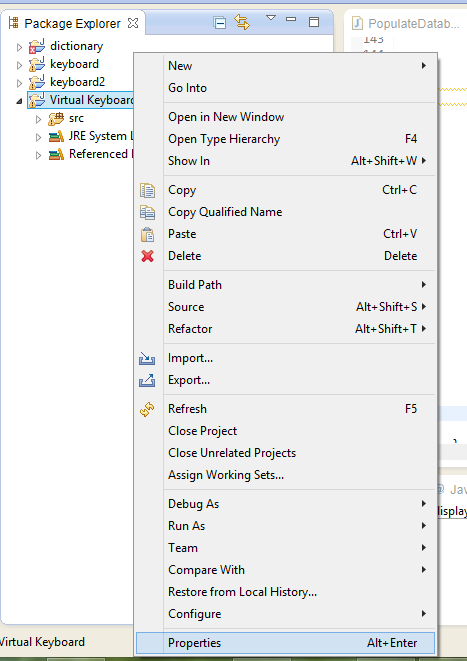 Package Explorer
PopulateDatab...
143
dictionary
keyboard
keyboard2
Virtual Keyboard
src
JRE System L
Referenced
New
Go Into
Open in New Window
Open Type Hierarchy F4
Show In Alt+Shift+W
Copy Ctrl+C
Copy Qualified Name
Paste Ctrl+V
Delete Delete
Build Path
Source Alt+Shift+S
Refactor Alt+Shift+T
Import...
Export...
Refresh F5
Close Project
Close Unrelated Projects
Assign Working Sets...
Debug As
Run As
Team
Compare With
Restore from Local History...
Configure
Properties Alt+Enter
}
@ Jav
display
Virtual Keyboard